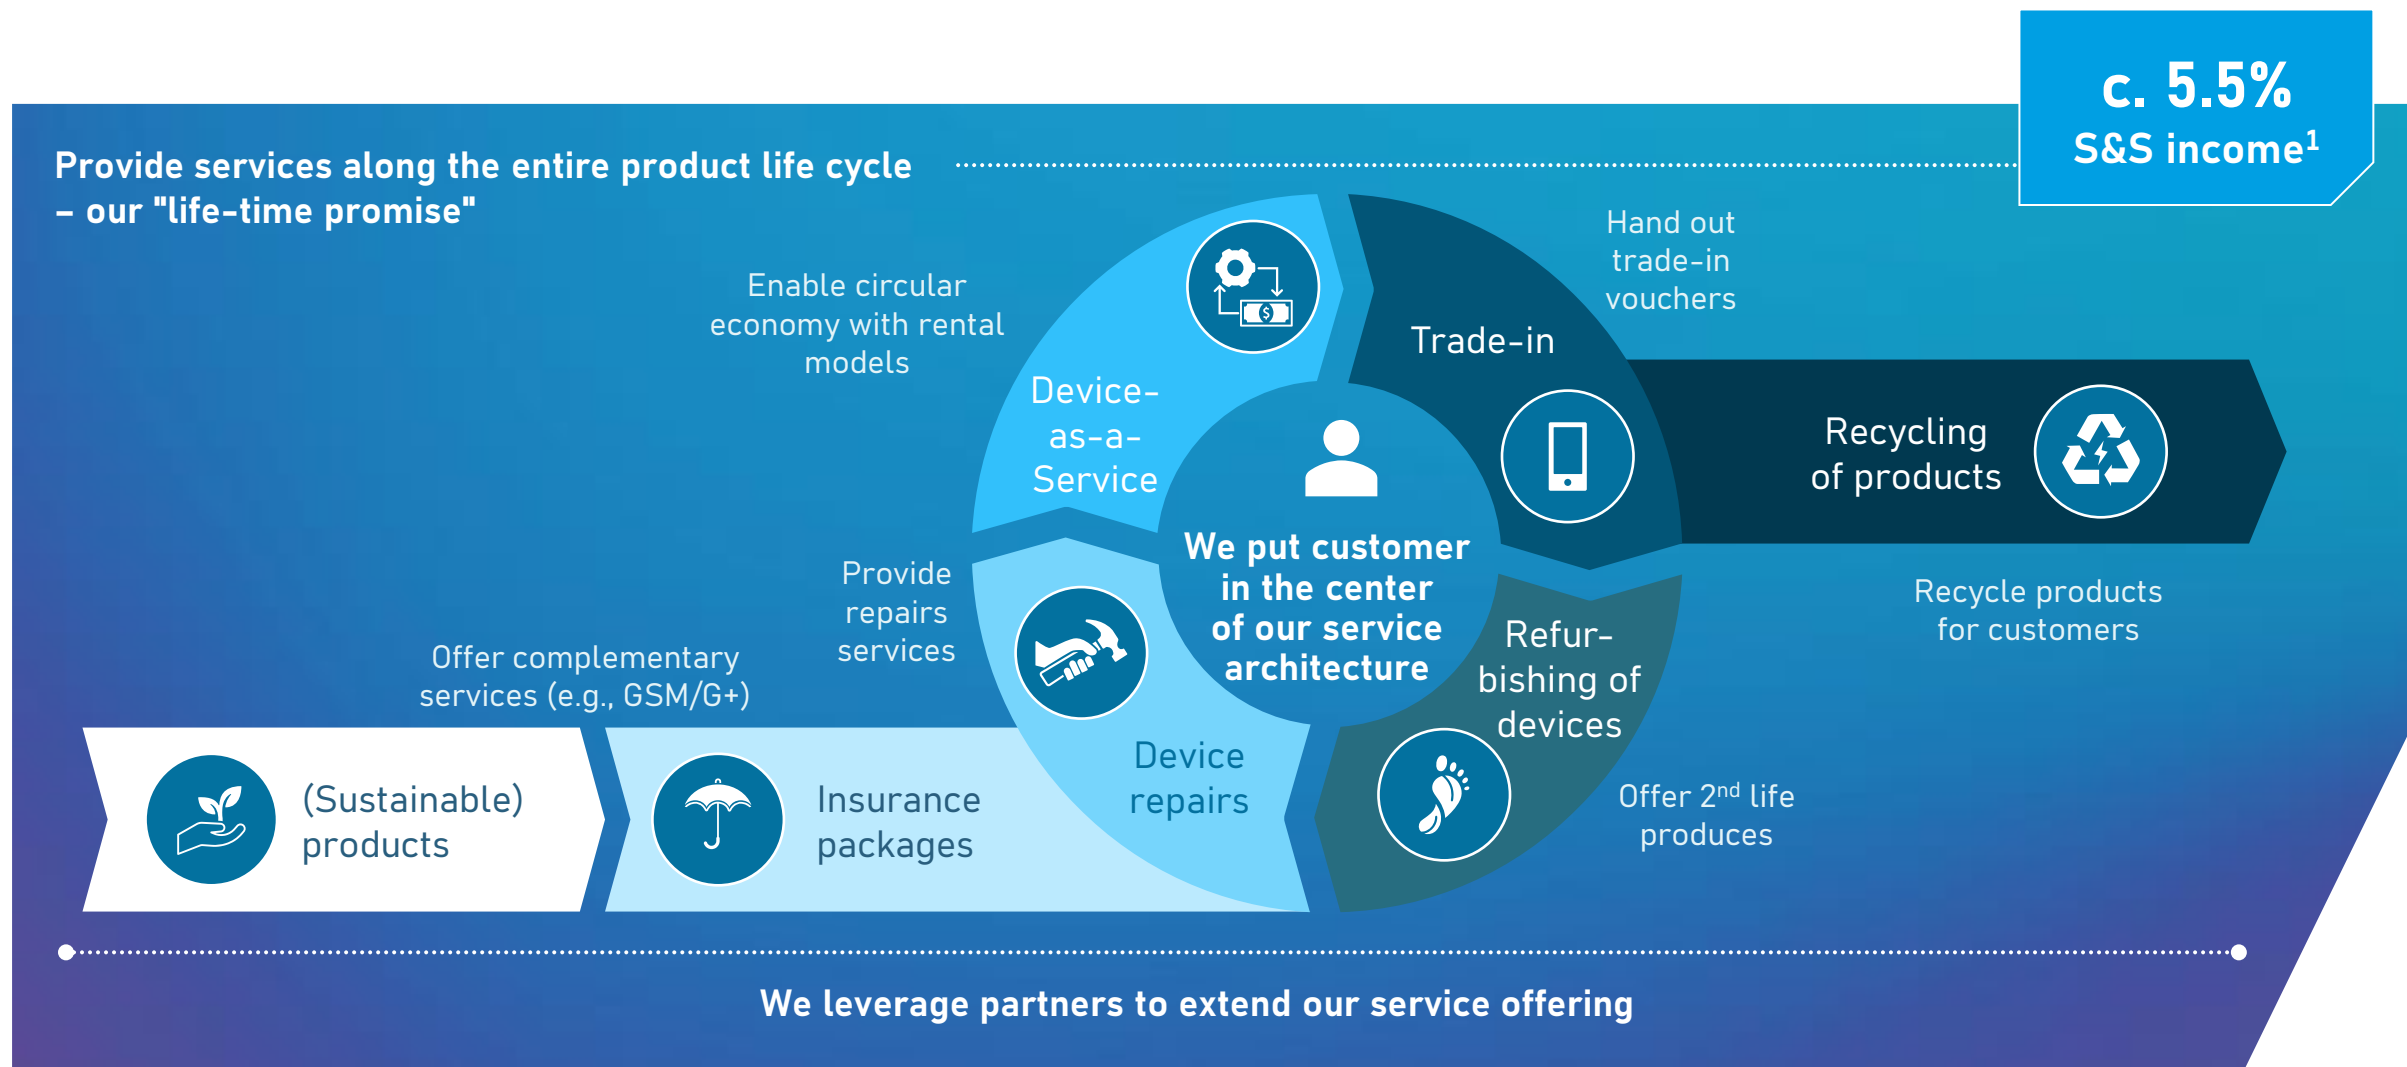 c. 5.5%
S&S income¹
Provide services along the entire product life cycle
– our "life-time promise"
Enable circular
economy with rental
models
Hand out
trade-in
vouchers
Device-
as-a-
Service
Trade-in
Recycling
of products
We put customer
in the center
of our service
architecture
Provide
repairs
services
Recycle products
for customers
Offer complementary
services (e.g., GSM/G+)
Refur-
bishing of
devices
(Sustainable)
products
Insurance
packages
Device
repairs
Offer 2nd life
produces
We leverage partners to extend our service offering